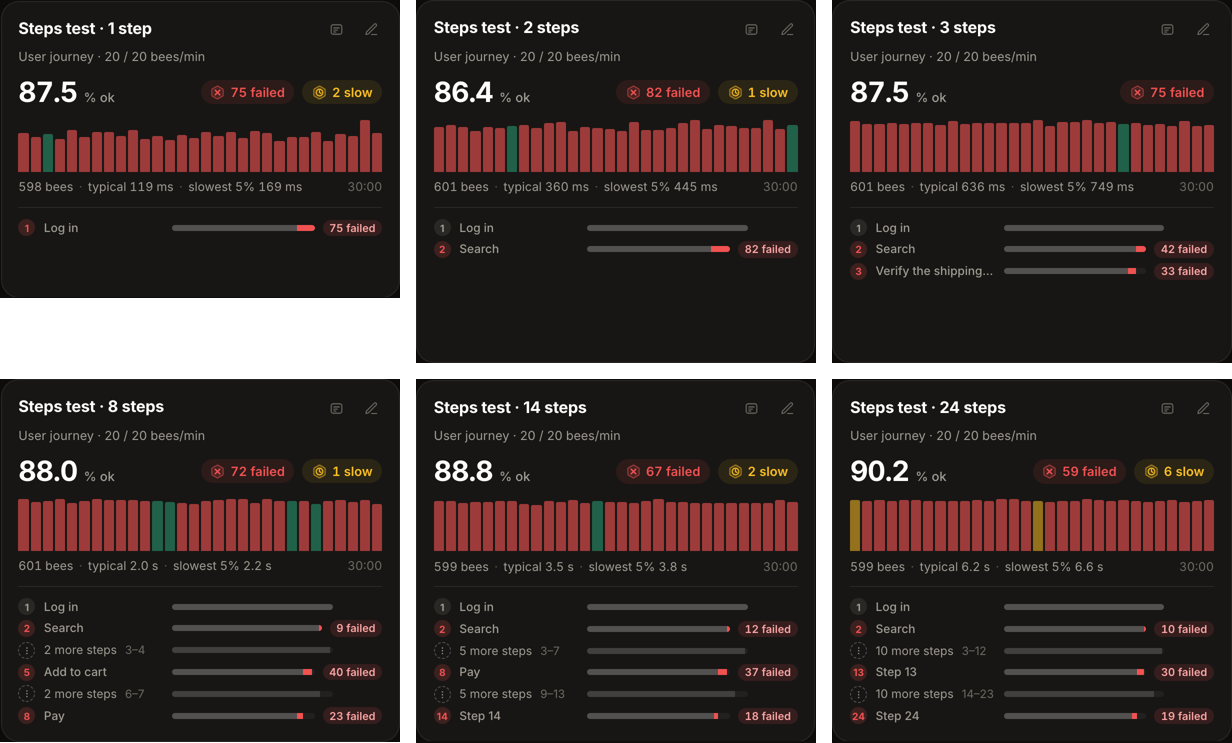 Steps test · 1 step
User journey · 20 / 20 bees/min
87.5 % ok 75 failed 2 slow
598 bees · typical 119 ms · slowest 5% 169 ms 30:00
1 Log in 75 failed
Steps test · 2 steps
User journey · 20 / 20 bees/min
86.4 % ok 82 failed 1 slow
601 bees · typical 360 ms · slowest 5% 445 ms 30:00
1 Log in
2 Search 82 failed
Steps test · 3 steps
User journey · 20 / 20 bees/min
87.5 % ok 75 failed
601 bees · typical 636 ms · slowest 5% 749 ms 30:00
1 Log in
2 Search 42 failed
3 Verify the shipping... 33 failed
Steps test · 8 steps
User journey · 20 / 20 bees/min
88.0 % ok 72 failed 1 slow
601 bees · typical 2.0 s · slowest 5% 2.2 s 30:00
1 Log in
2 Search 9 failed
2 more steps 3–4
5 Add to cart 40 failed
2 more steps 6–7
8 Pay 23 failed
Steps test · 14 steps
User journey · 20 / 20 bees/min
88.8 % ok 67 failed 2 slow
599 bees · typical 3.5 s · slowest 5% 3.8 s 30:00
1 Log in
2 Search 12 failed
5 more steps 3–7
8 Pay 37 failed
5 more steps 9–13
14 Step 14 18 failed
Steps test · 24 steps
User journey · 20 / 20 bees/min
90.2 % ok 59 failed 6 slow
599 bees · typical 6.2 s · slowest 5% 6.6 s 30:00
1 Log in
2 Search 10 failed
10 more steps 3–12
13 Step 13 30 failed
10 more steps 14–23
24 Step 24 19 failed